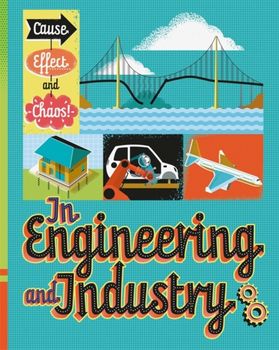 Cause,
Effect
and
Chaos!
In
Engineering
and Industry